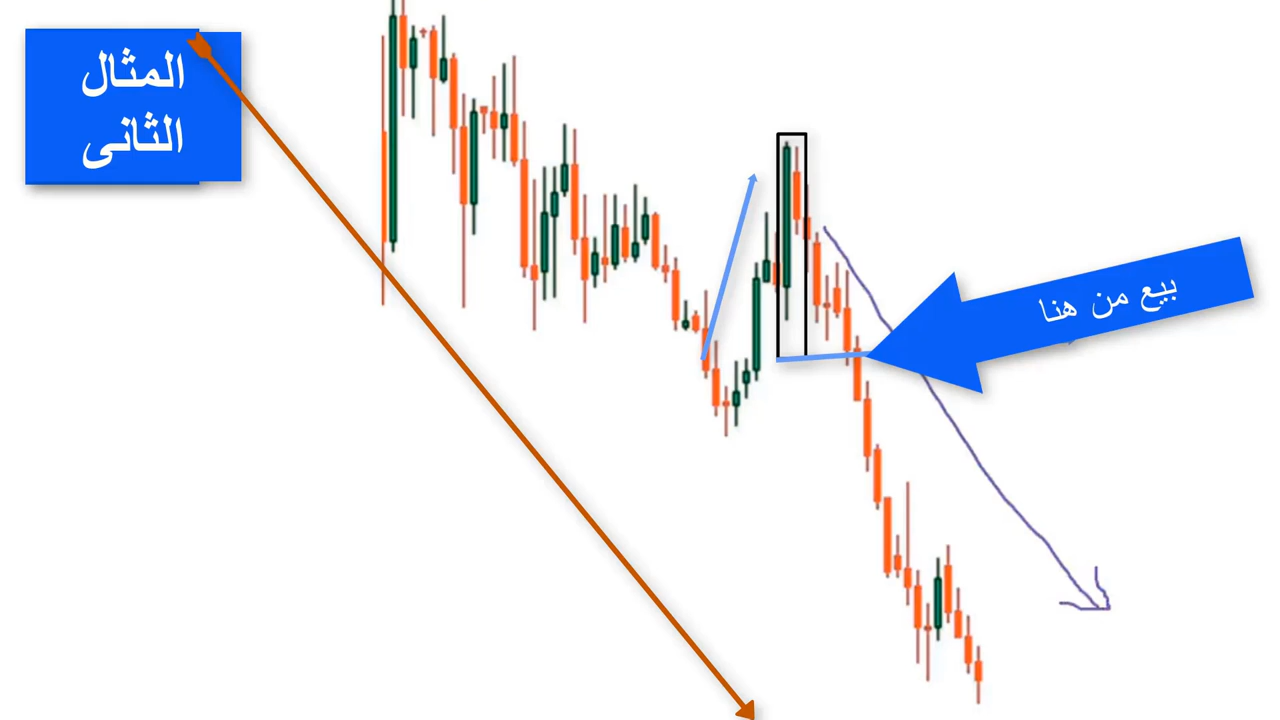 المثال
الثانى
بيع من هنا